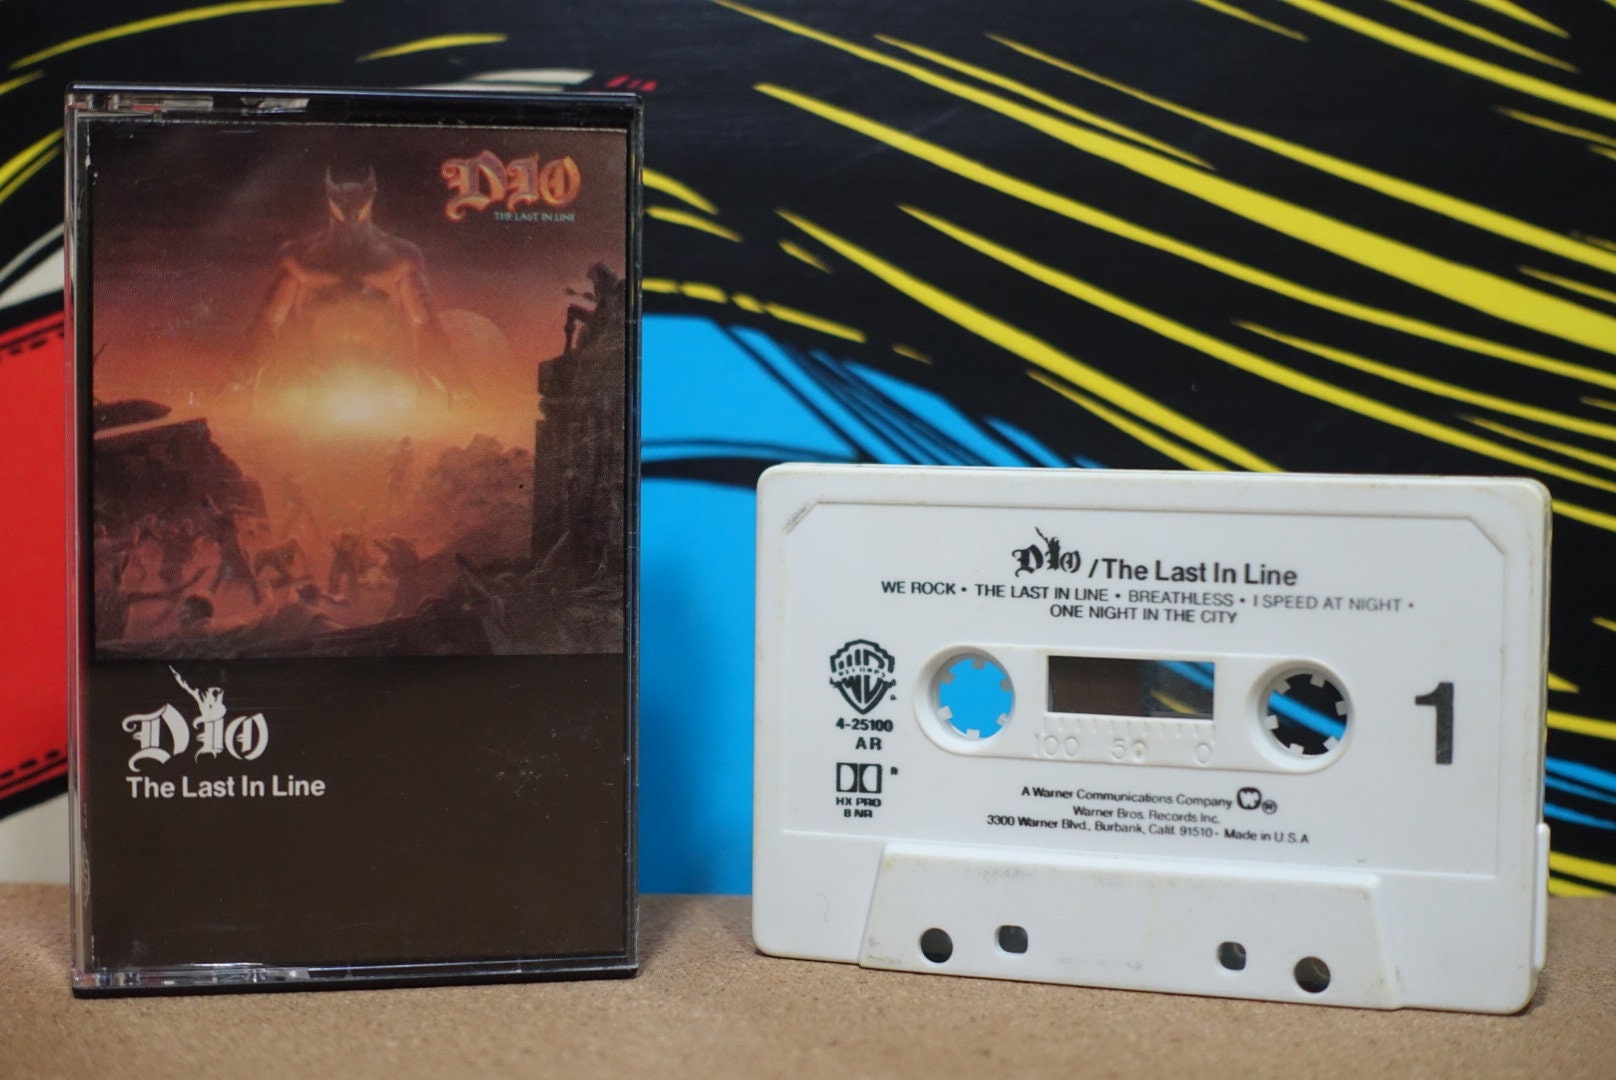 DIO
THE LAST IN LINE
DIO
The Last In Line
DIO / The Last In Line
WE ROCK • THE LAST IN LINE • BREATHLESS • I SPEED AT NIGHT •
ONE NIGHT IN THE CITY
RECORDS
4-25100
AR
HX PRO
B NR
100 50 0
1
A Warner Communications Company
Warner Bros. Records Inc.
3300 Warner Blvd., Burbank, Calif. 91510 • Made in U.S.A